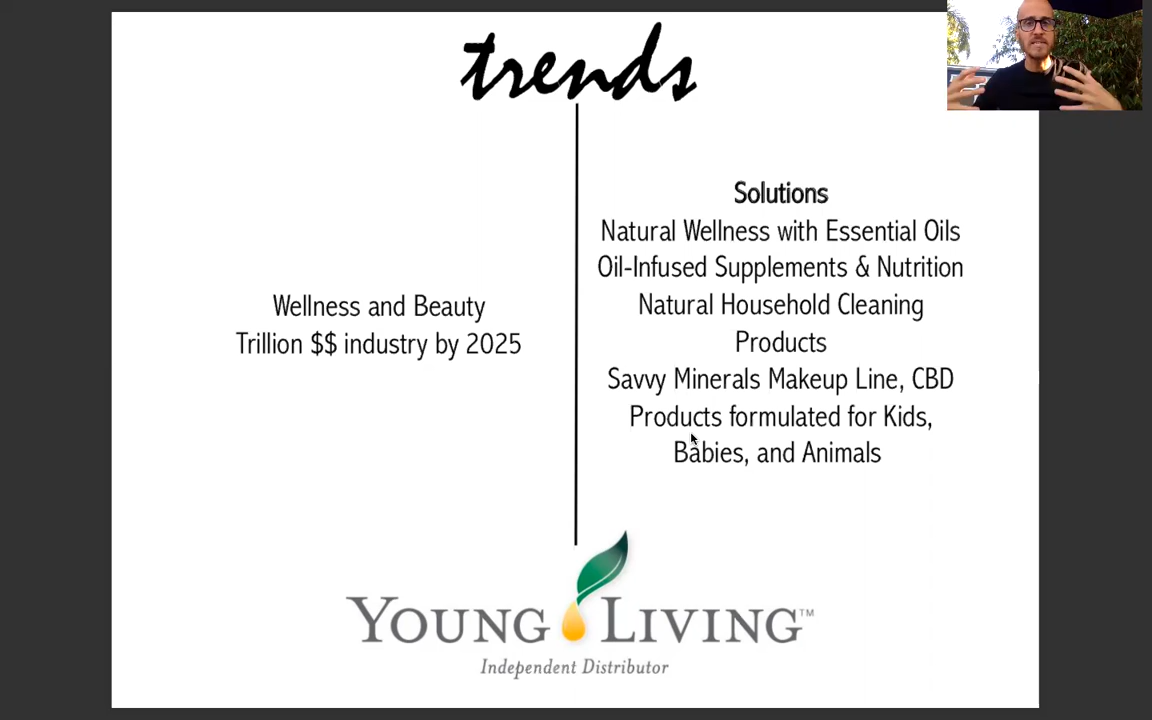 trends
Wellness and Beauty
Trillion $$ industry by 2025
Solutions
Natural Wellness with Essential Oils
Oil-Infused Supplements & Nutrition
Natural Household Cleaning
Products
Savvy Minerals Makeup Line, CBD
Products formulated for Kids,
Babies, and Animals
YOUNG LIVING™
Independent Distributor